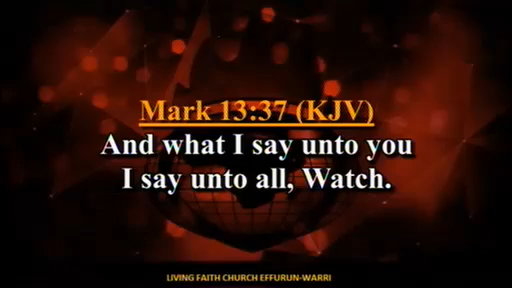 Mark 13:37 (KJV)
And what I say unto you
I say unto all, Watch.
LIVING FAITH CHURCH EFFURUN-WARRI